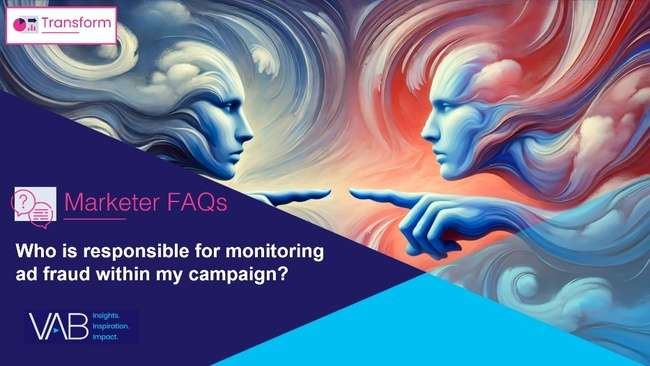 Transform
?
Marketer FAQs
Who is responsible for monitoring
ad fraud within my campaign?
VAB
Insights.
Inspiration.
Impact.